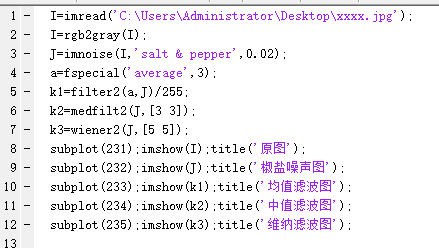 1 - I=imread('C:\Users\Administrator\Desktop\xxxx.jpg');
2 - I=rgb2gray(I);
3 - J=imnoise(I,'salt & pepper',0.02);
4 - a=fspecial('average',3);
5 - k1=filter2(a,J)/255;
6 - k2=medfilt2(J,[3 3]);
7 - k3=wiener2(J,[5 5]);
8 - subplot(231);imshow(I);title('原图');
9 - subplot(232);imshow(J);title('椒盐噪声图');
10 - subplot(233);imshow(k1);title('均值滤波图');
11 - subplot(234);imshow(k2);title('中值滤波图');
12 - subplot(235);imshow(k3);title('维纳滤波图');
13